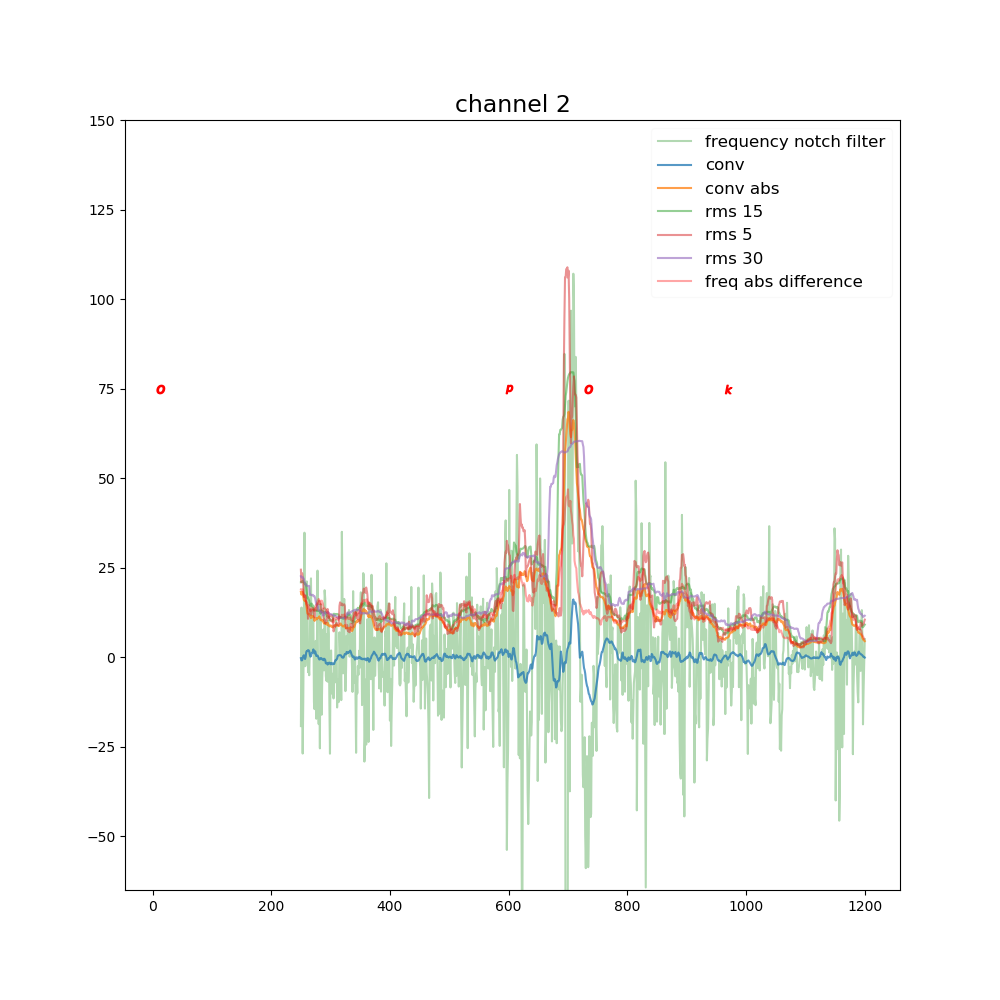 channel 2
150
125
100
75
50
25
0
−25
−50
frequency notch filter
conv
conv abs
rms 15
rms 5
rms 30
freq abs difference
O p O k
0 200 400 600 800 1000 1200